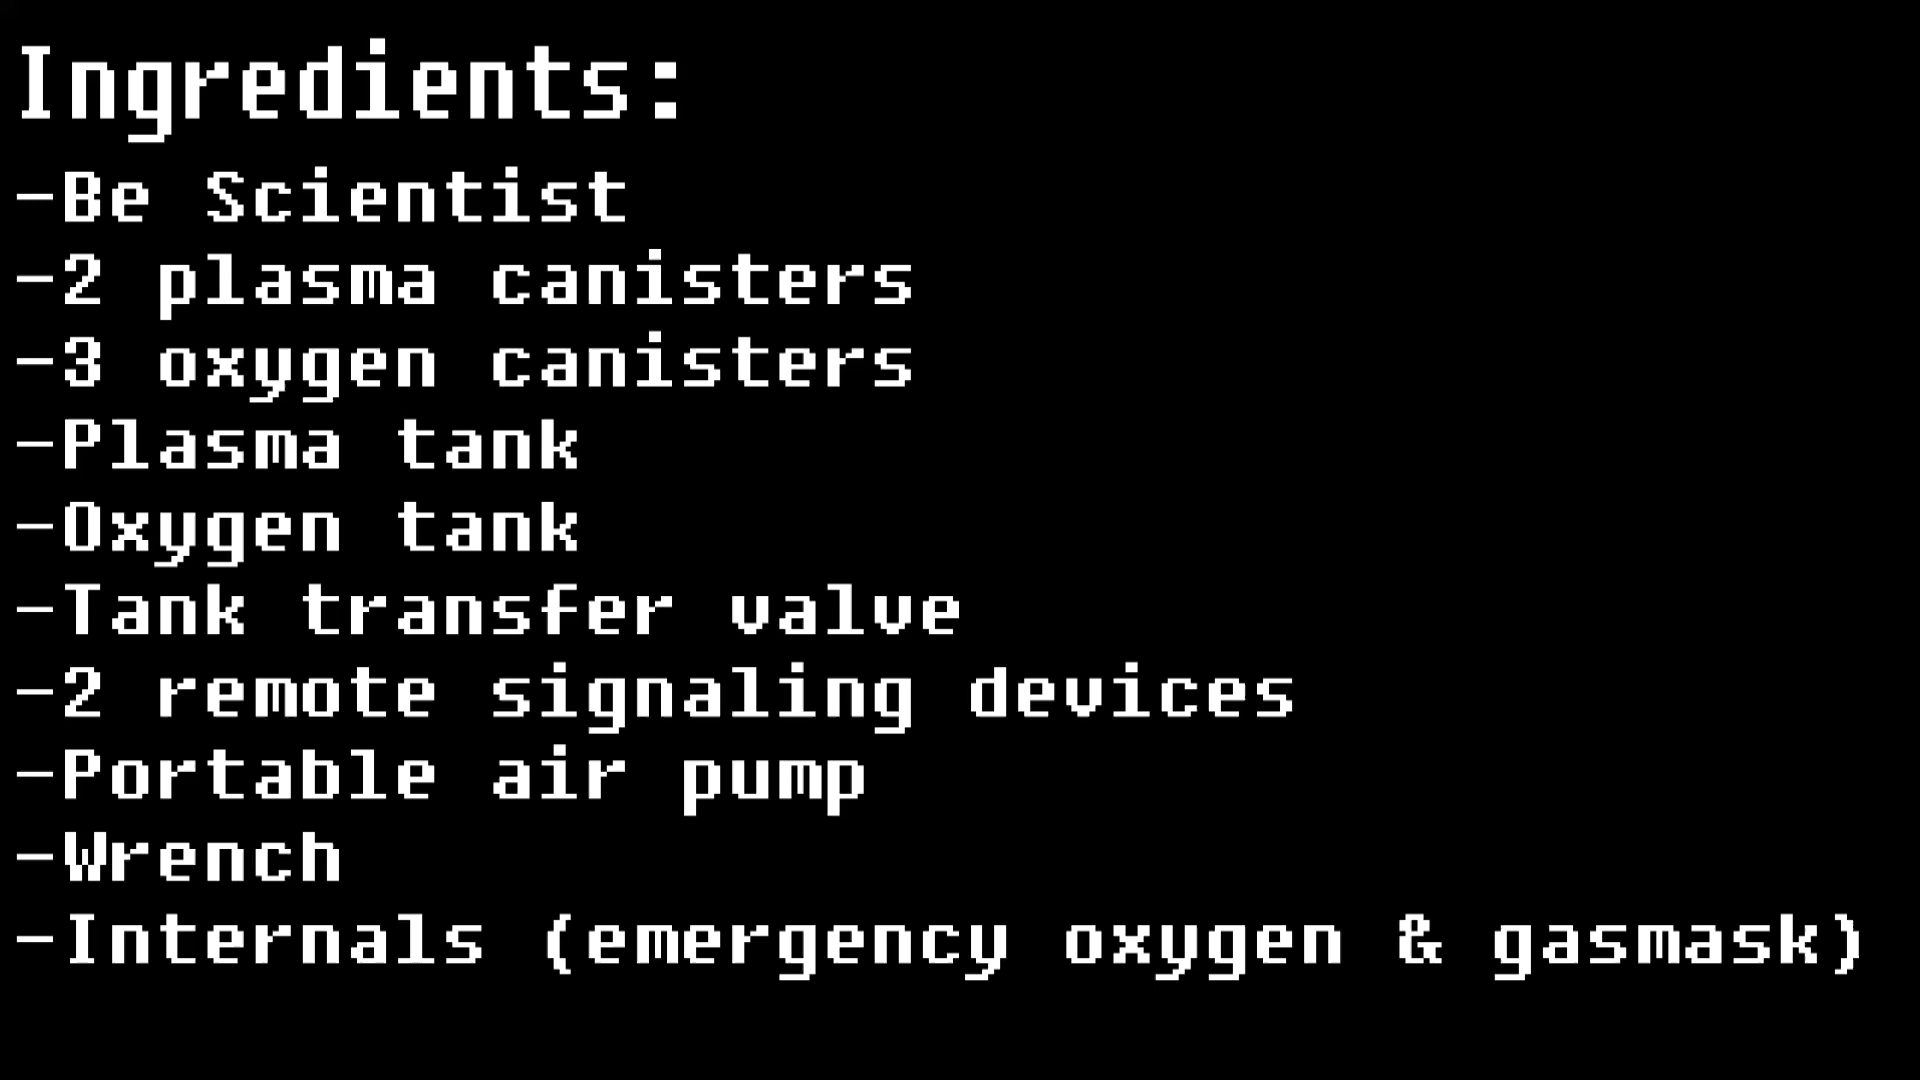 Ingredients:
-Be Scientist
-2 plasma canisters
-3 oxygen canisters
-Plasma tank
-Oxygen tank
-Tank transfer valve
-2 remote signaling devices
-Portable air pump
-Wrench
-Internals (emergency oxygen & gasmask)